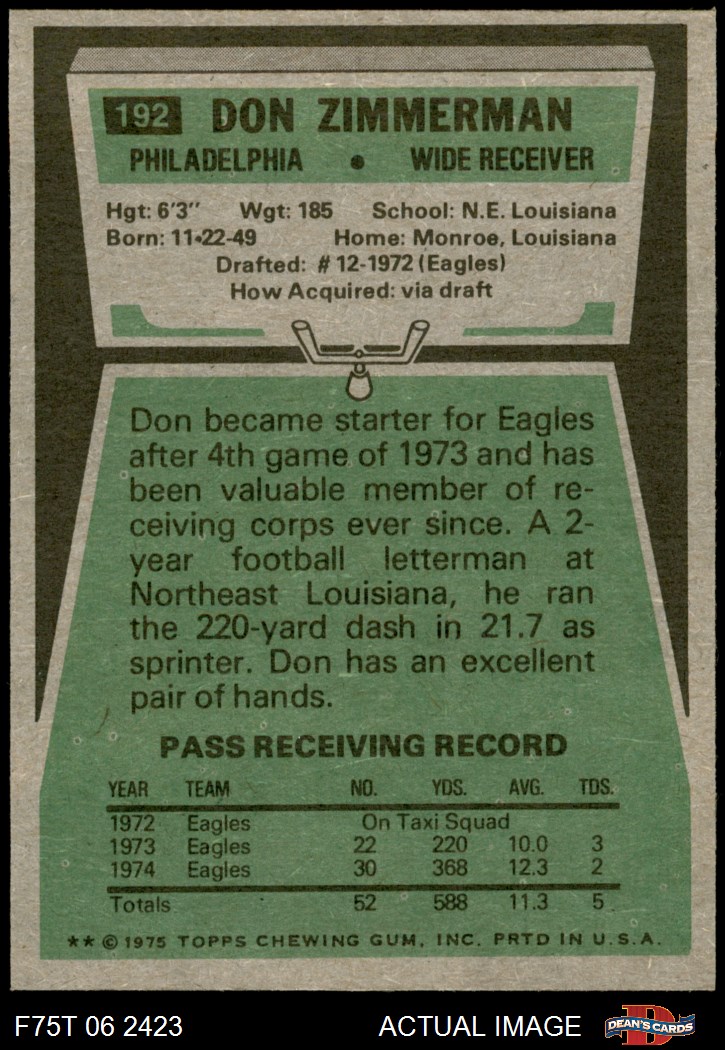 192 DON ZIMMERMAN
PHILADELPHIA • WIDE RECEIVER
Hgt: 6'3" Wgt: 185 School: N.E. Louisiana
Born: 11•22-49 Home: Monroe, Louisiana
Drafted: #12-1972 (Eagles)
How Acquired: via draft
Don became starter for Eagles
after 4th game of 1973 and has
been valuable member of re-
ceiving corps ever since. A 2-
year football letterman at
Northeast Louisiana, he ran
the 220-yard dash in 21.7 as
sprinter. Don has an excellent
pair of hands.
PASS RECEIVING RECORD
YEAR TEAM NO. YDS. AVG. TDS.
1972 Eagles On Taxi Squad
1973 Eagles 22 220 10.0 3
1974 Eagles 30 368 12.3 2
Totals 52 588 11.3 5
** © 1975 TOPPS CHEWING GUM, INC. PRTD IN U.S.A.
F75T 06 2423 ACTUAL IMAGE D DEAN'S CARDS